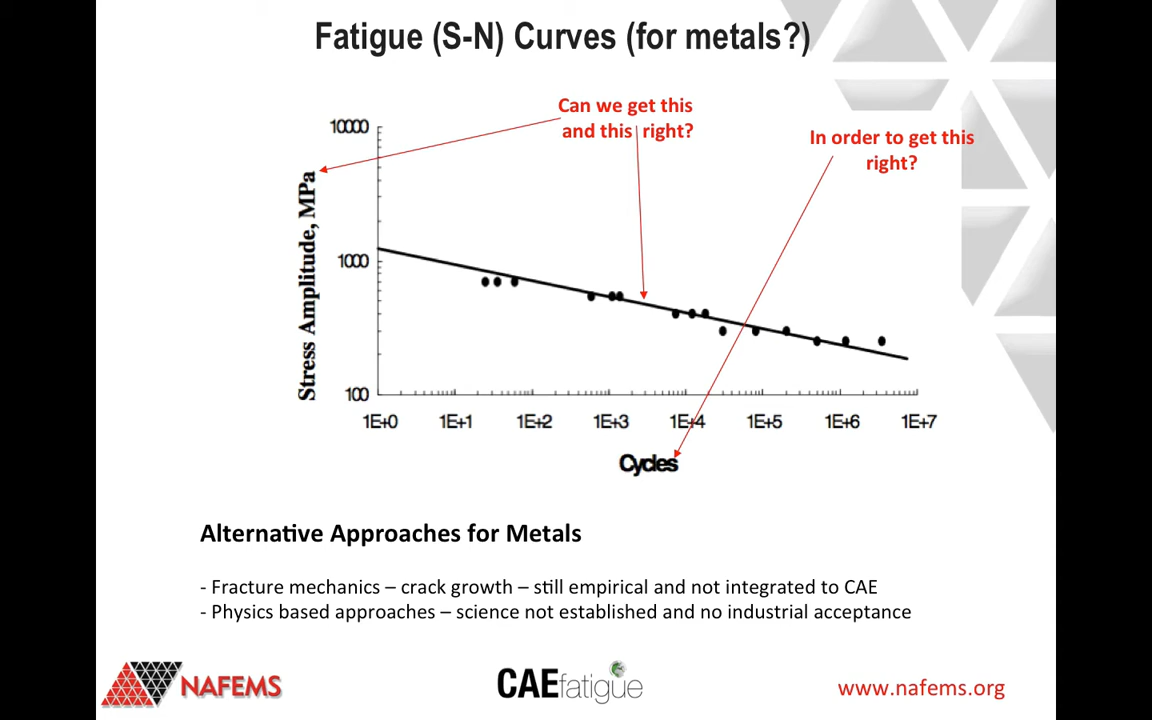 Fatigue (S-N) Curves (for metals?)
Can we get this
and this right?
In order to get this
right?
10000
1000
100
Stress Amplitude, MPa
1E+0 1E+1 1E+2 1E+3 1E+4 1E+5 1E+6 1E+7
Cycles
Alternative Approaches for Metals
- Fracture mechanics – crack growth – still empirical and not integrated to CAE
- Physics based approaches – science not established and no industrial acceptance
NAFEMS
CAEfatigue
www.nafems.org